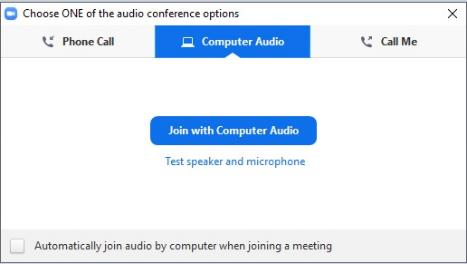 Choose ONE of the audio conference options
Phone Call
Computer Audio
Call Me
Join with Computer Audio
Test speaker and microphone
Automatically join audio by computer when joining a meeting